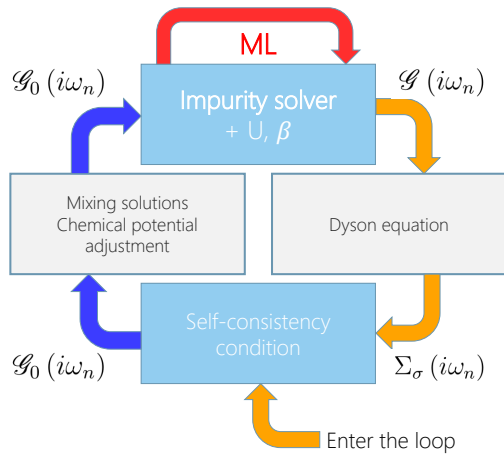 ML
𝒢₀ (iωₙ)
𝒢 (iωₙ)
Impurity solver
+ U, β
Mixing solutions
Chemical potential
adjustment
Dyson equation
Self-consistency
condition
𝒢₀ (iωₙ)
Σσ (iωₙ)
Enter the loop